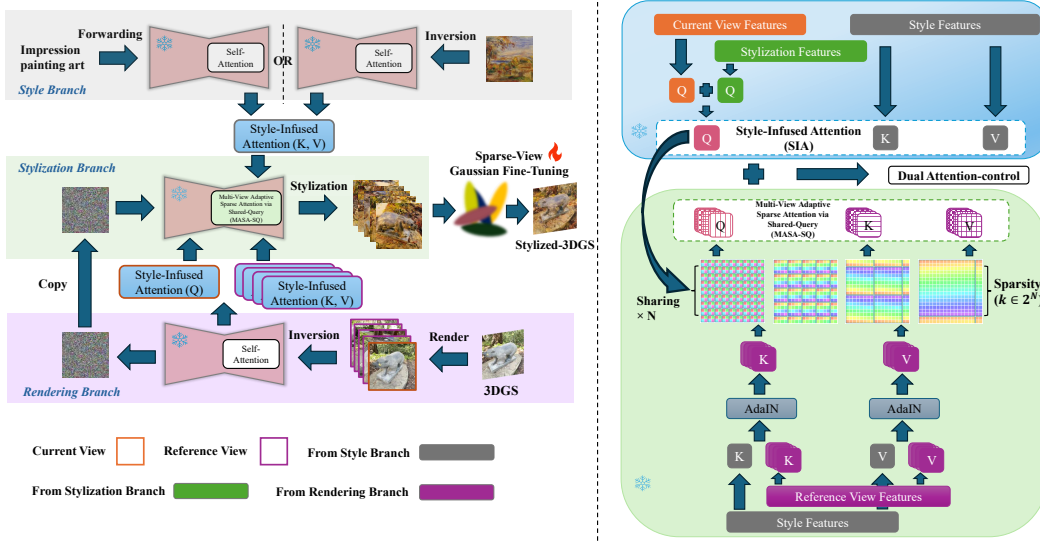 Forwarding
Impression
painting art
Self-
Attention
OR
Self-
Attention
Inversion
Style Branch
Style-Infused
Attention (K, V)
Stylization Branch
Multi-View Adaptive
Sparse Attention via
Shared-Query
(MASA-SQ)
Stylization
Sparse-View
Gaussian Fine-Tuning
Stylized-3DGS
Copy
Style-Infused
Attention (Q)
Style-Infused
Attention (K, V)
Self-
Attention
Inversion
Render
3DGS
Rendering Branch
Current View
Reference View
From Style Branch
From Stylization Branch
From Rendering Branch
Current View Features
Style Features
Stylization Features
Q
Q
Q
Style-Infused Attention
(SIA)
K
V
Dual Attention-control
Q
Multi-View Adaptive
Sparse Attention via
Shared-Query
(MASA-SQ)
K
V
Sharing
× N
Sparsity
(k ∈ 2^N)
K
V
AdaIN
AdaIN
K
K
V
V
Reference View Features
Style Features